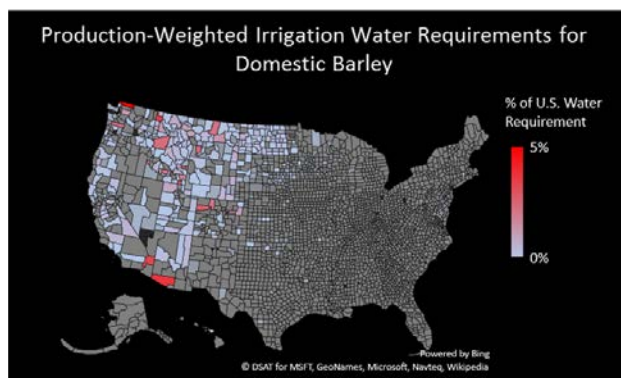 Production-Weighted Irrigation Water Requirements for
Domestic Barley
% of U.S. Water
Requirement
5%
0%
Powered by Bing
© DSAT for MSFT, GeoNames, Microsoft, Navteq, Wikipedia